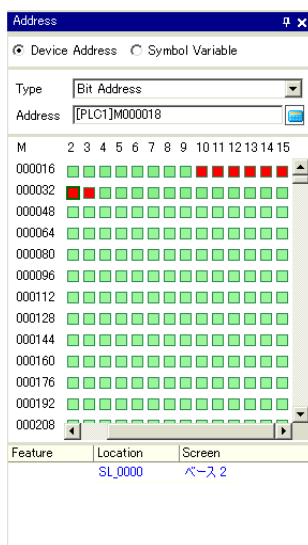 Address
Device Address Symbol Variable
Type Bit Address
Address [PLC1]M000018
M 2 3 4 5 6 7 8 9 10 11 12 13 14 15
000016
000032
000048
000064
000080
000096
000112
000128
000144
000160
000176
000192
000208
Feature Location Screen
SL_0000 ベース 2